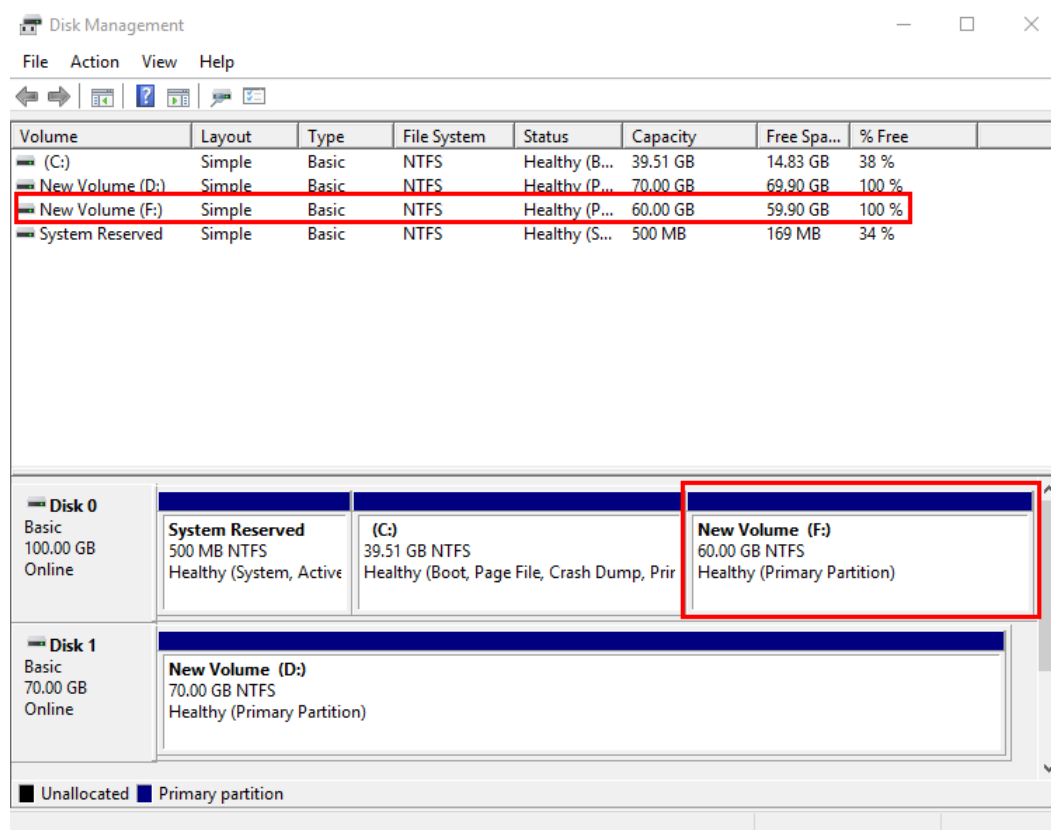 Disk Management
File Action View Help
Volume Layout Type File System Status Capacity Free Spa... % Free
(C:) Simple Basic NTFS Healthy (B... 39.51 GB 14.83 GB 38 %
New Volume (D:) Simple Basic NTFS Healthy (P... 70.00 GB 69.90 GB 100 %
New Volume (F:) Simple Basic NTFS Healthy (P... 60.00 GB 59.90 GB 100 %
System Reserved Simple Basic NTFS Healthy (S... 500 MB 169 MB 34 %
Disk 0
Basic
100.00 GB
Online
System Reserved
500 MB NTFS
Healthy (System, Active
(C:)
39.51 GB NTFS
Healthy (Boot, Page File, Crash Dump, Prir
New Volume (F:)
60.00 GB NTFS
Healthy (Primary Partition)
Disk 1
Basic
70.00 GB
Online
New Volume (D:)
70.00 GB NTFS
Healthy (Primary Partition)
Unallocated Primary partition